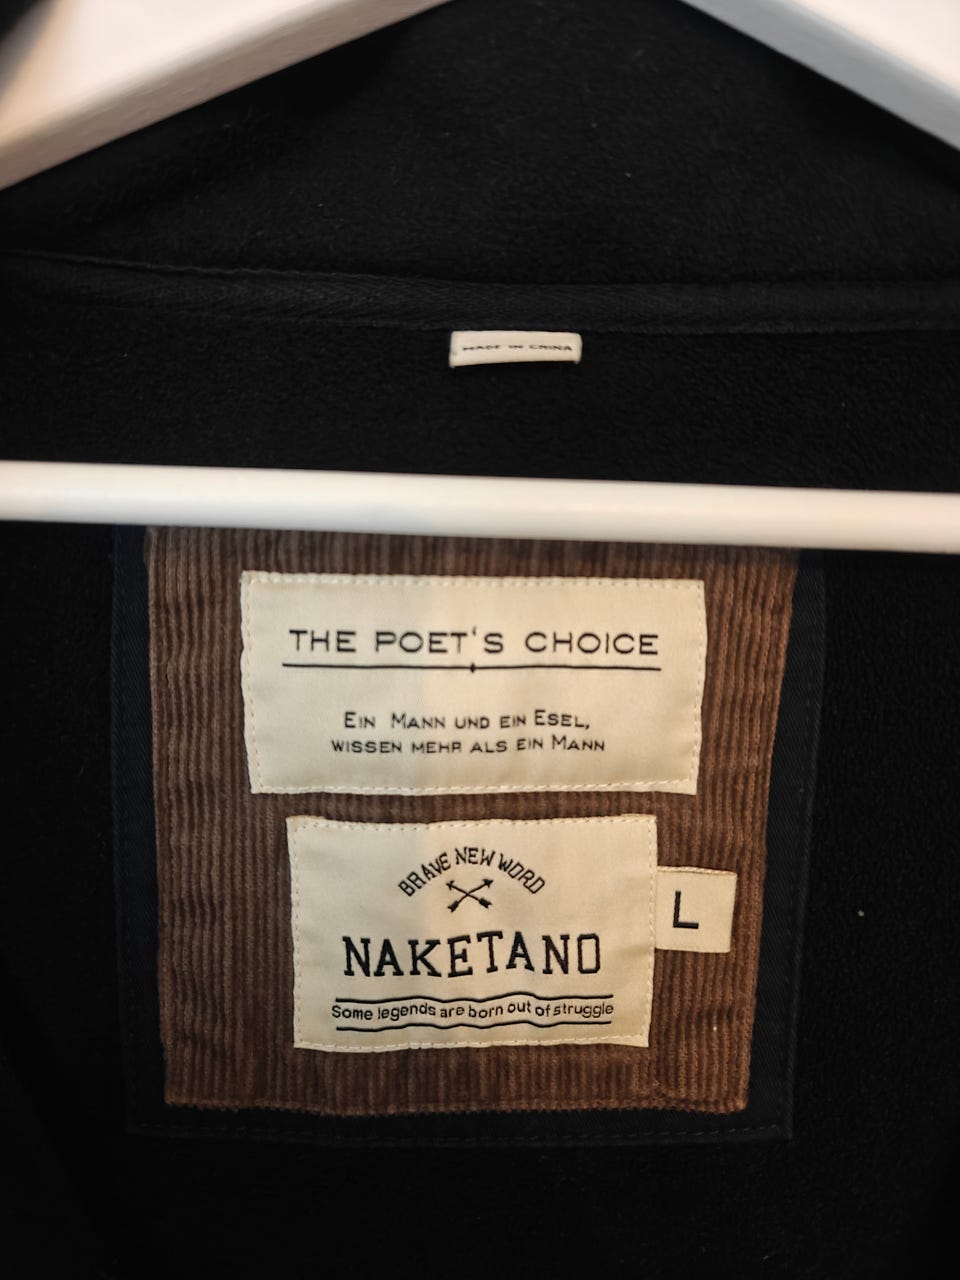 MADE IN CHINA
THE POET'S CHOICE
EIN MANN UND EIN ESEL,
WISSEN MEHR ALS EIN MANN
BRAVE NEW WORD
NAKETANO
L
Some legends are born out of struggle